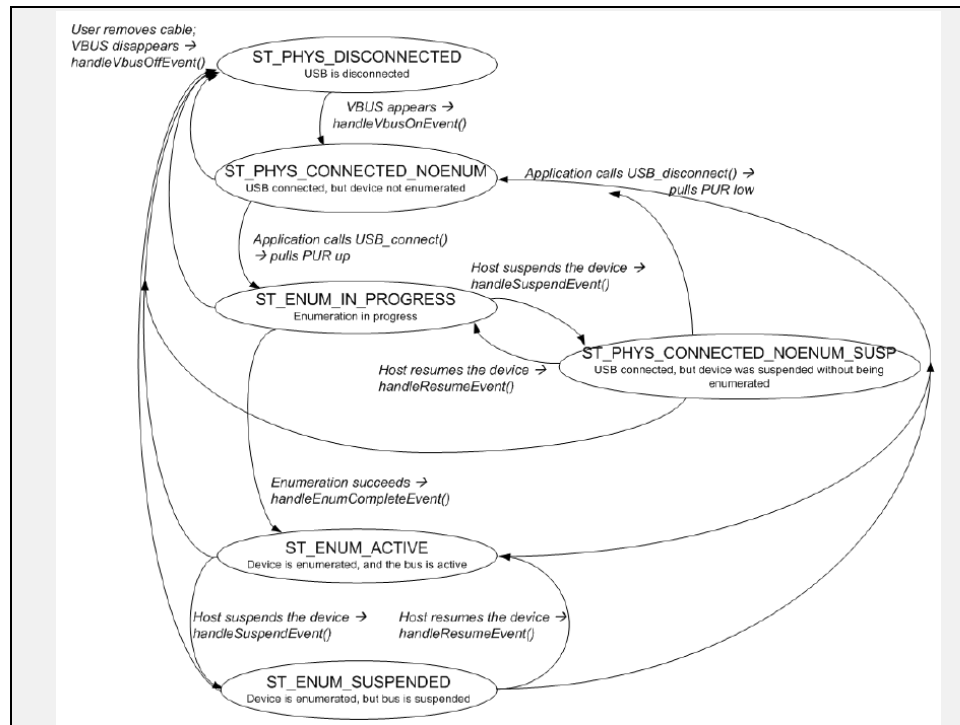 User removes cable;
VBUS disappears →
handleVbusOffEvent()
ST_PHYS_DISCONNECTED
USB is disconnected
VBUS appears →
handleVbusOnEvent()
ST_PHYS_CONNECTED_NOENUM
USB connected, but device not enumerated
Application calls USB_disconnect() →
pulls PUR low
Application calls USB_connect()
→ pulls PUR up
Host suspends the device →
handleSuspendEvent()
ST_ENUM_IN_PROGRESS
Enumeration in progress
ST_PHYS_CONNECTED_NOENUM_SUSP
USB connected, but device was suspended without being
enumerated
Host resumes the device →
handleResumeEvent()
Enumeration succeeds →
handleEnumCompleteEvent()
ST_ENUM_ACTIVE
Device is enumerated, and the bus is active
Host suspends the device →
handleSuspendEvent()
Host resumes the device →
handleResumeEvent()
ST_ENUM_SUSPENDED
Device is enumerated, but bus is suspended